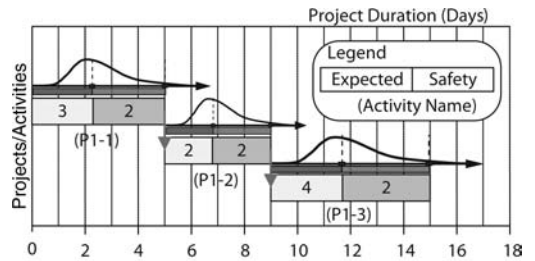 Project Duration (Days)
Legend
Expected Safety
(Activity Name)
Projects/Activities
3 2
(P1-1)
2 2
(P1-2)
4 2
(P1-3)
0 2 4 6 8 10 12 14 16 18